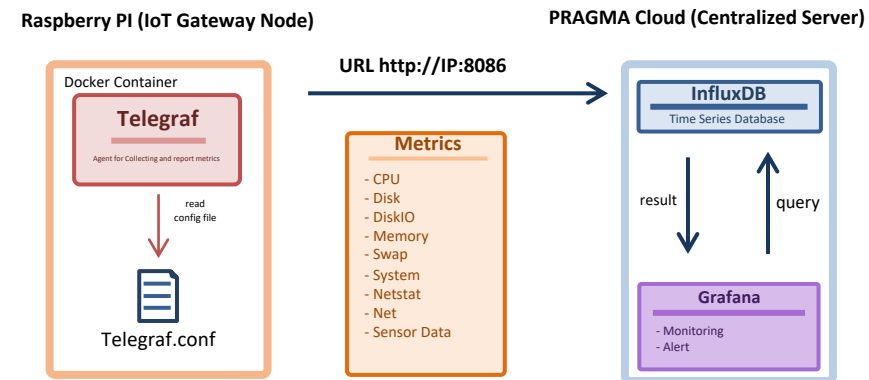 Raspberry PI (IoT Gateway Node)
PRAGMA Cloud (Centralized Server)
Docker Container
Telegraf
Agent for Collecting and report metrics
read
config file
Telegraf.conf
URL http://IP:8086
Metrics
- CPU
- Disk
- DiskIO
- Memory
- Swap
- System
- Netstat
- Net
- Sensor Data
InfluxDB
Time Series Database
result
query
Grafana
- Monitoring
- Alert